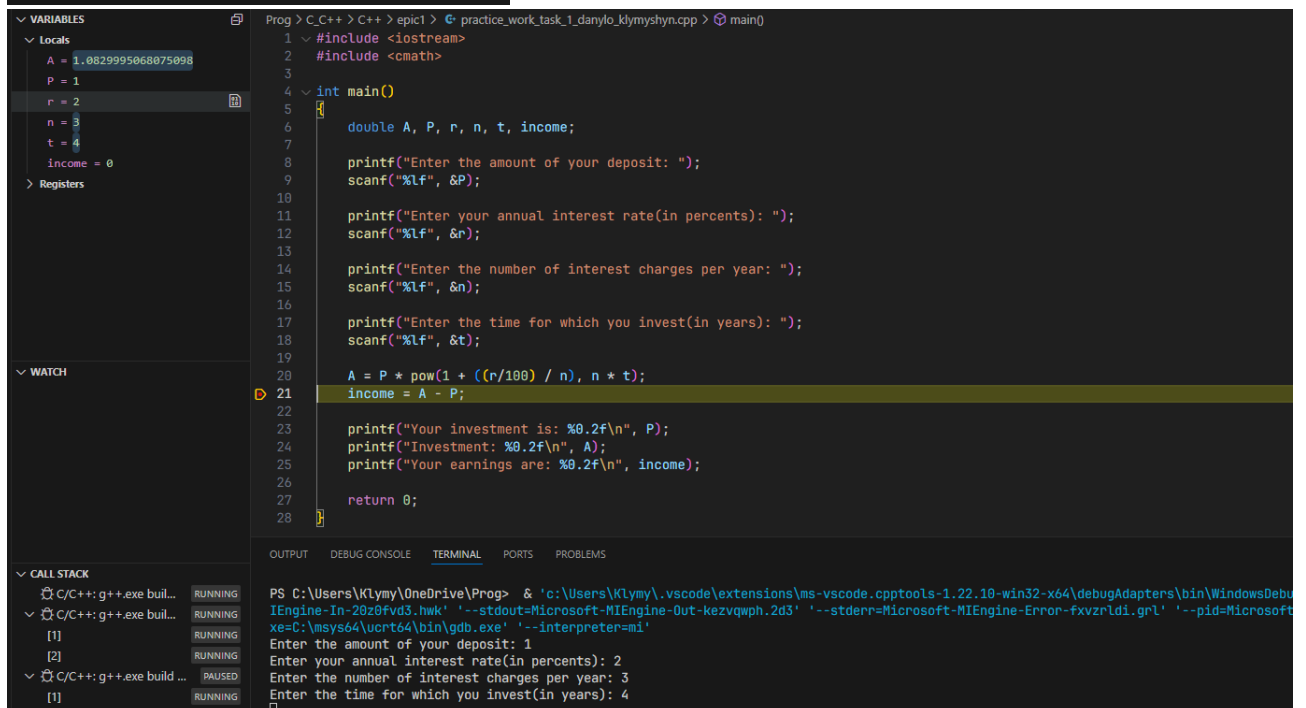 VARIABLES
Locals
A = 1.0829995068075098
P = 1
r = 2
n = 3
t = 4
income = 0
Registers
WATCH
CALL STACK
C/C++: g++.exe buil... RUNNING
C/C++: g++.exe buil... RUNNING
[1] RUNNING
[2] RUNNING
C/C++: g++.exe build ... PAUSED
[1] RUNNING
Prog > C_C++ > C++ > epic1 > practice_work_task_1_danylo_klymyshyn.cpp > main()
1 #include <iostream>
2 #include <cmath>
3
4 int main()
5 {
6 double A, P, r, n, t, income;
7
8 printf("Enter the amount of your deposit: ");
9 scanf("%lf", &P);
10
11 printf("Enter your annual interest rate(in percents): ");
12 scanf("%lf", &r);
13
14 printf("Enter the number of interest charges per year: ");
15 scanf("%lf", &n);
16
17 printf("Enter the time for which you invest(in years): ");
18 scanf("%lf", &t);
19
20 A = P * pow(1 + ((r/100) / n), n * t);
21 income = A - P;
22
23 printf("Your investment is: %0.2f\n", P);
24 printf("Investment: %0.2f\n", A);
25 printf("Your earnings are: %0.2f\n", income);
26
27 return 0;
28 }
OUTPUT DEBUG CONSOLE TERMINAL PORTS PROBLEMS
PS C:\Users\Klymy\OneDrive\Prog> & 'c:\Users\Klymy\.vscode\extensions\ms-vscode.cpptools-1.22.10-win32-x64\debugAdapters\bin\WindowsDebu
IEngine-In-20z0fvd3.hwk' '--stdout=Microsoft-MIEngine-Out-kezvqwph.2d3' '--stderr=Microsoft-MIEngine-Error-fxvzrldi.grl' '--pid=Microsoft
xe=C:\msys64\ucrt64\bin\gdb.exe' '--interpreter=mi'
Enter the amount of your deposit: 1
Enter your annual interest rate(in percents): 2
Enter the number of interest charges per year: 3
Enter the time for which you invest(in years): 4